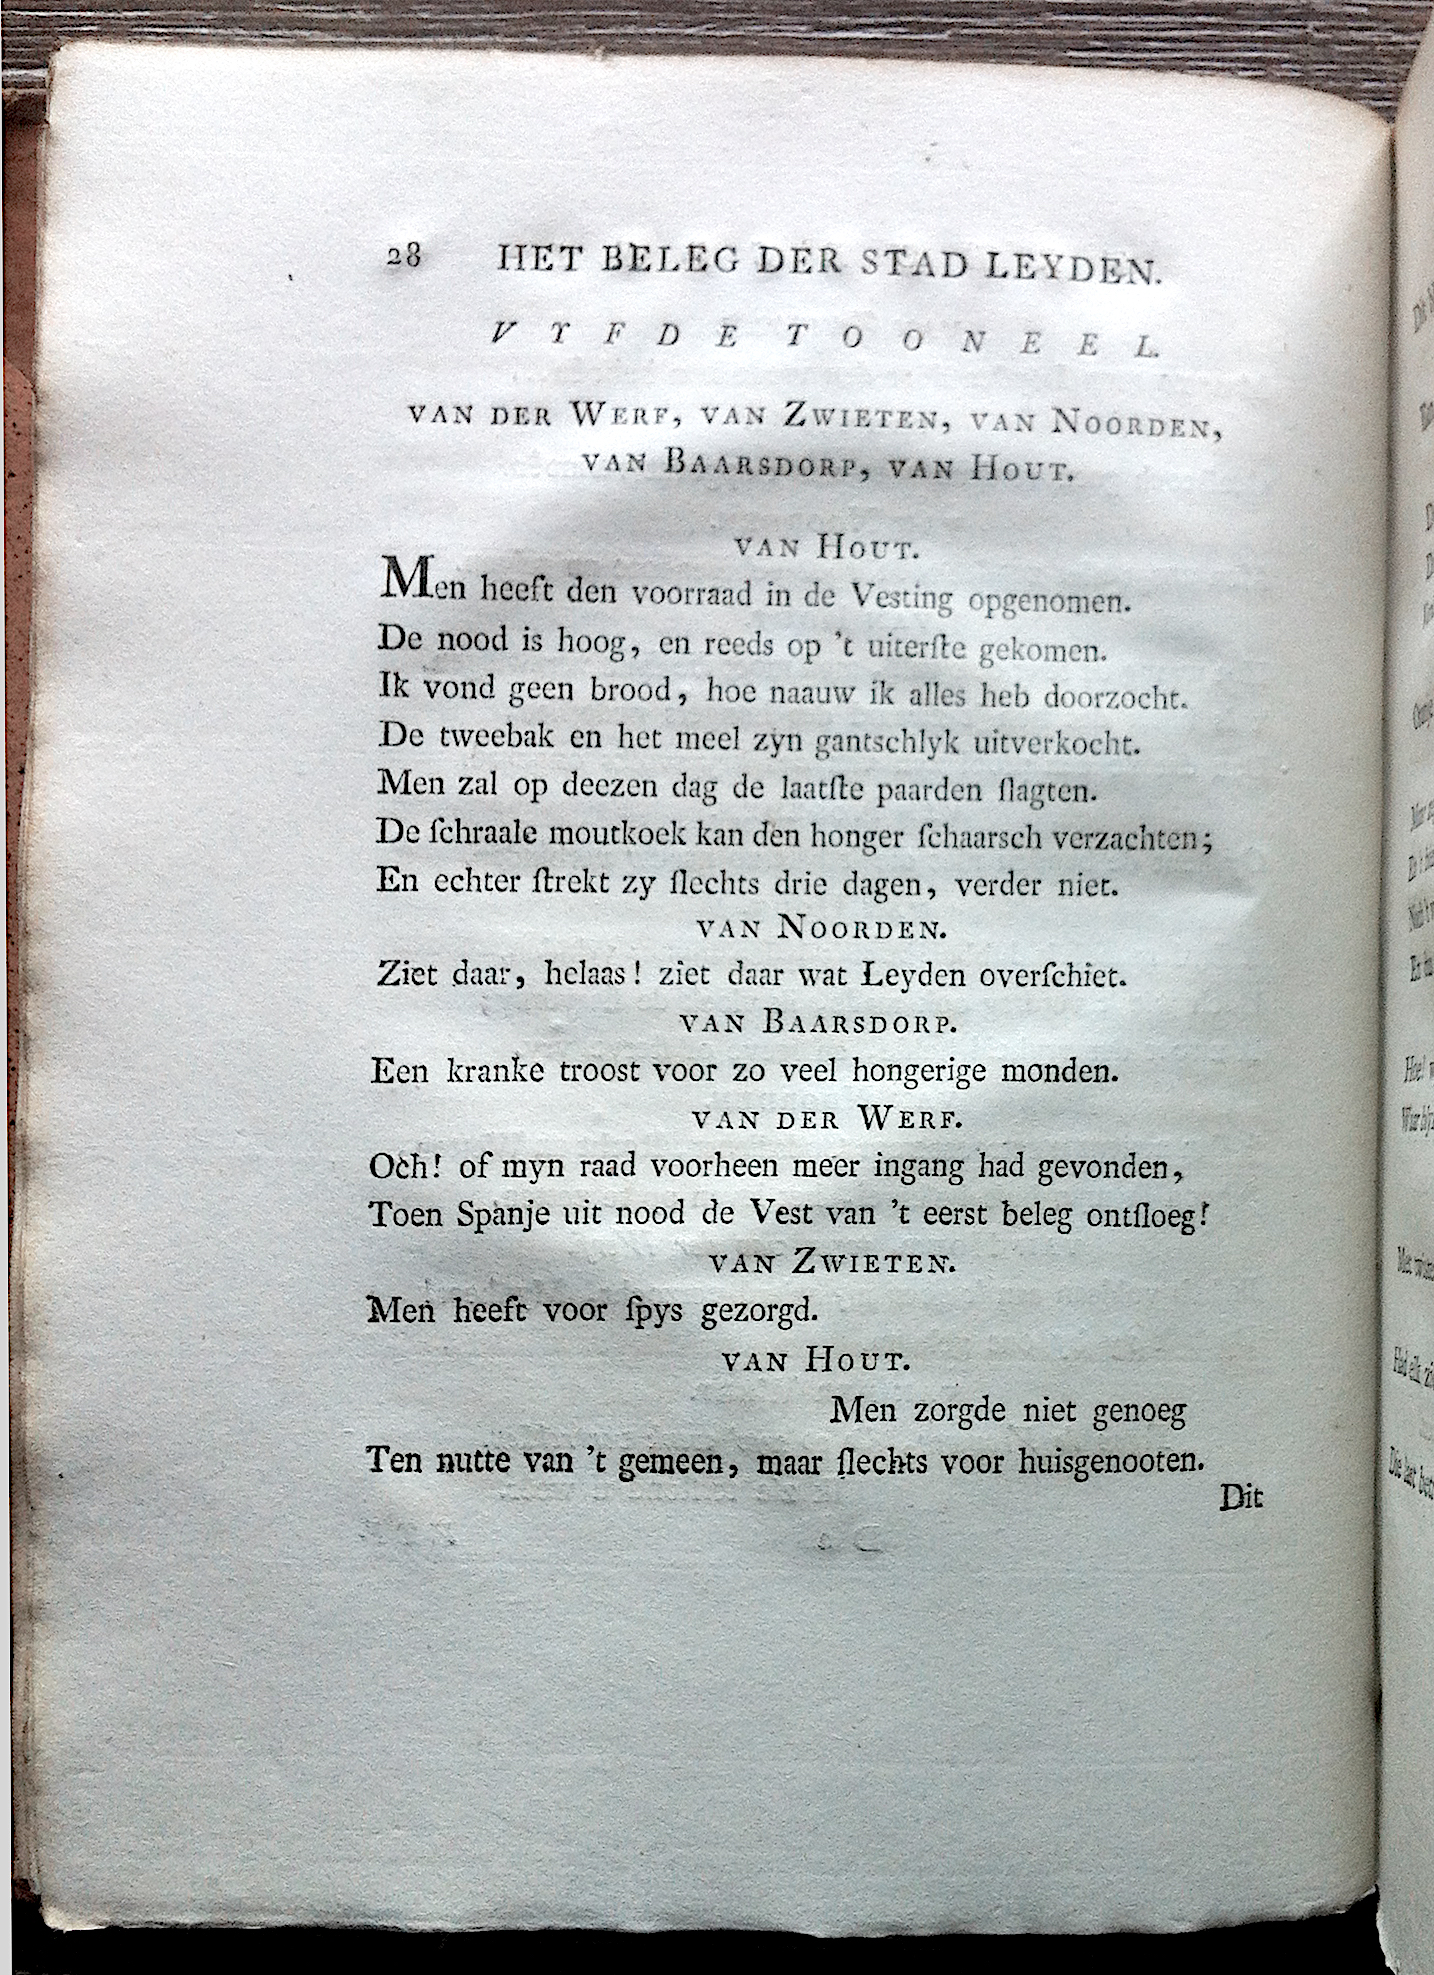 28 HET BELEG DER STAD LEYDEN.
VYFDE TOONEEL.
VAN DER WERF, VAN ZWIETEN, VAN NOORDEN,
VAN BAARSDORP, VAN HOUT.
VAN HOUT.
Men heeft den voorraad in de Vesting opgenomen.
De nood is hoog, en reeds op 't uiterſte gekomen.
Ik vond geen brood, hoe naauw ik alles heb doorzocht.
De tweebak en het meel zyn gantschlyk uitverkocht.
Men zal op deezen dag de laatſte paarden ſlagten.
De ſchraale moutkoek kan den honger ſchaarsch verzachten;
En echter ſtrekt zy ſlechts drie dagen, verder niet.
VAN NOORDEN.
Ziet daar, helaas! ziet daar wat Leyden overſchiet.
VAN BAARSDORP.
Een kranke troost voor zo veel hongerige monden.
VAN DER WERF.
Och! of myn raad voorheen meer ingang had gevonden,
Toen Spanje uit nood de Vest van 't eerst beleg ontſloeg!
VAN ZWIETEN.
Men heeft voor ſpys gezorgd.
VAN HOUT.
Men zorgde niet genoeg
Ten nutte van 't gemeen, maar ſlechts voor huisgenooten.
Dit